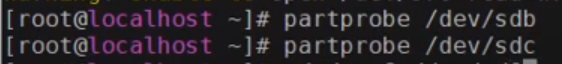 [root@localhost ~]# partprobe /dev/sdb
[root@localhost ~]# partprobe /dev/sdc